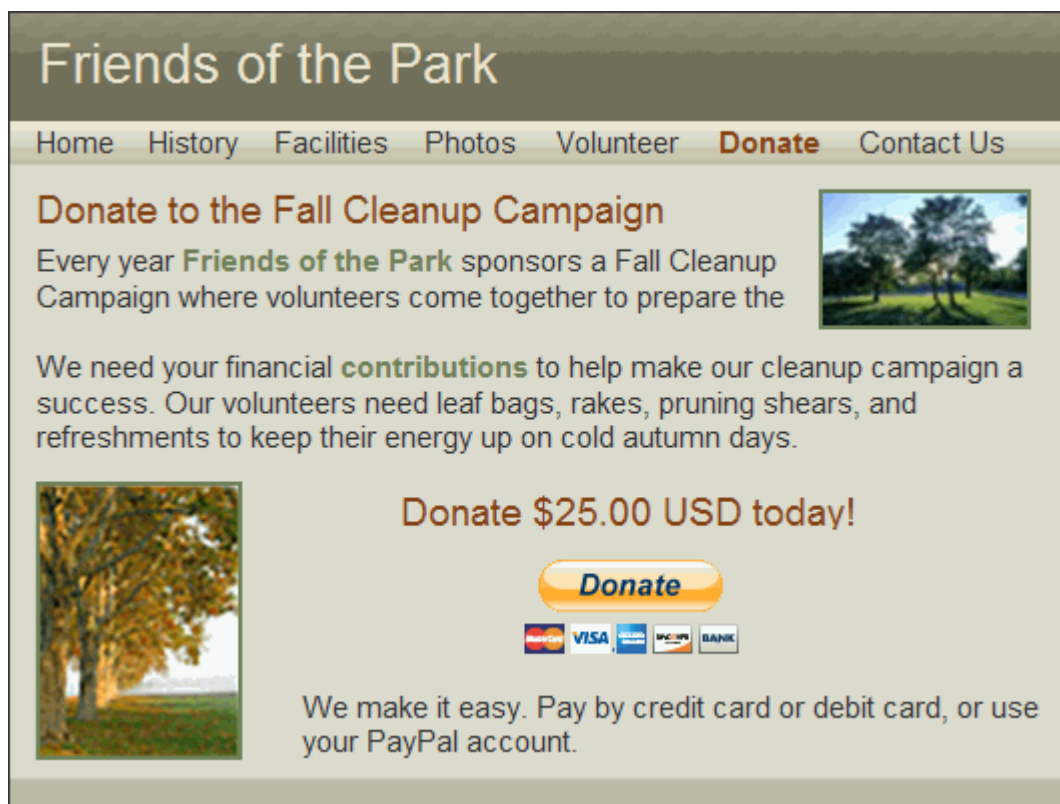 Friends of the Park
Home History Facilities Photos Volunteer Donate Contact Us
Donate to the Fall Cleanup Campaign
Every year Friends of the Park sponsors a Fall Cleanup
Campaign where volunteers come together to prepare the
We need your financial contributions to help make our cleanup campaign a
success. Our volunteers need leaf bags, rakes, pruning shears, and
refreshments to keep their energy up on cold autumn days.
Donate $25.00 USD today!
Donate
MasterCard VISA BANK
We make it easy. Pay by credit card or debit card, or use
your PayPal account.